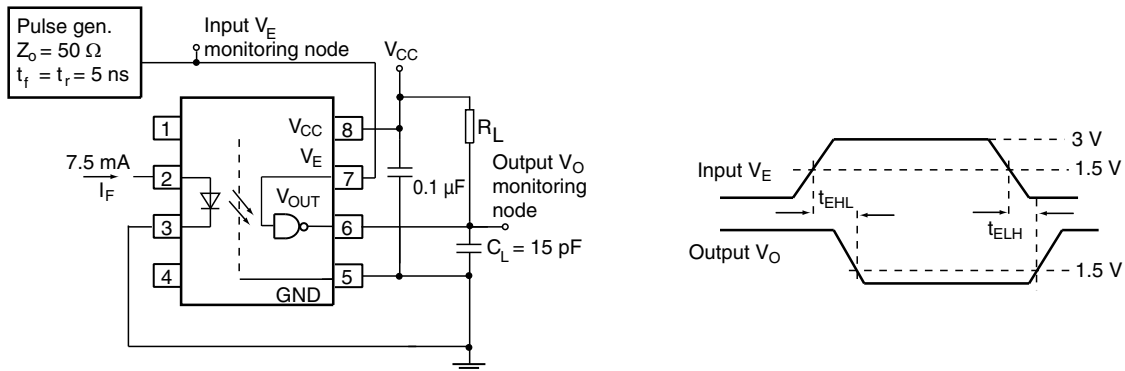 Pulse gen.
Zo = 50 Ω
tf = tr = 5 ns
Input VE
monitoring node
VCC
1
VCC
8
RL
VE
7.5 mA
IF
2
7
0.1 µF
Output VO
monitoring
node
VOUT
3
6
CL = 15 pF
4
5
GND
3 V
Input VE
1.5 V
tEHL
tELH
Output VO
1.5 V